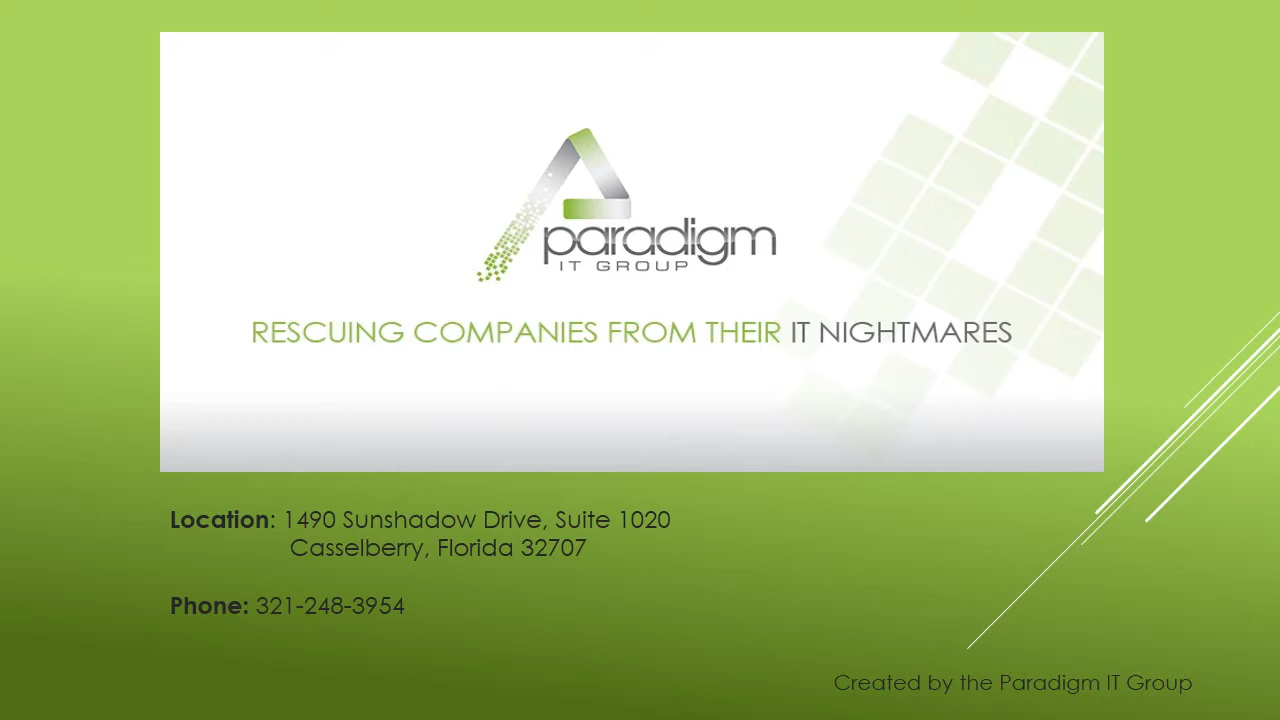 paradigm
IT GROUP
RESCUING COMPANIES FROM THEIR IT NIGHTMARES
Location: 1490 Sunshadow Drive, Suite 1020
Casselberry, Florida 32707
Phone: 321-248-3954
Created by the Paradigm IT Group